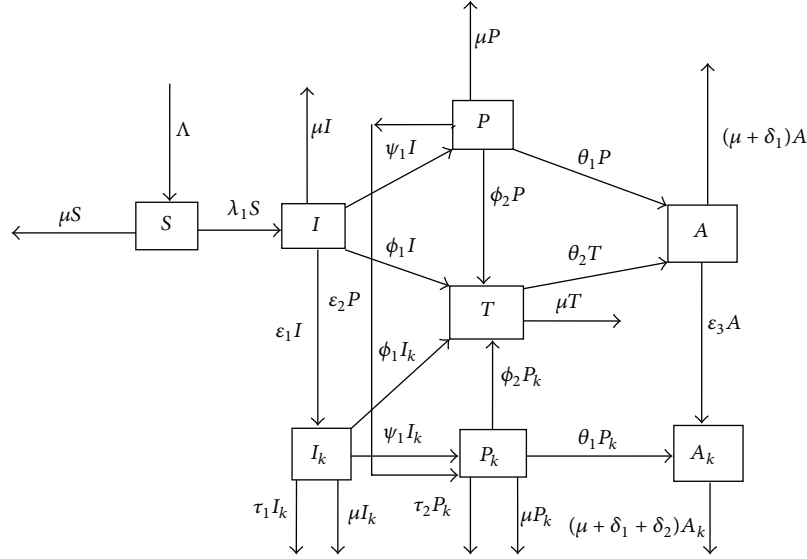 μP
Λ
μI
P
(μ + δ₁)A
ψ₁I
θ₁P
μS
S
λ₁S
I
ϕ₂P
A
ϕ₁I
θ₂T
ε₂P
T
μT
ε₁I
ε₃A
ϕ₁Iₖ
ϕ₂Pₖ
Iₖ
ψ₁Iₖ
Pₖ
θ₁Pₖ
Aₖ
τ₁Iₖ
μIₖ
τ₂Pₖ
μPₖ
(μ + δ₁ + δ₂)Aₖ